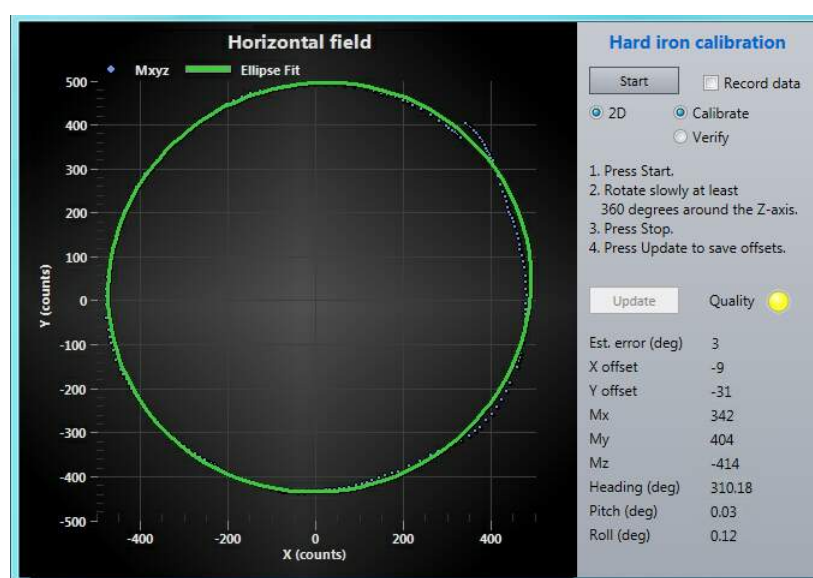 Horizontal field
Mxyz Ellipse Fit
500
400
300
200
100
0
-100
-200
-300
-400
-500
Y (counts)
-400 -200 0 200 400
X (counts)
Hard iron calibration
Start Record data
2D Calibrate
Verify
1. Press Start.
2. Rotate slowly at least
360 degrees around the Z-axis.
3. Press Stop.
4. Press Update to save offsets.
Update Quality
Est. error (deg) 3
X offset -9
Y offset -31
Mx 342
My 404
Mz -414
Heading (deg) 310.18
Pitch (deg) 0.03
Roll (deg) 0.12